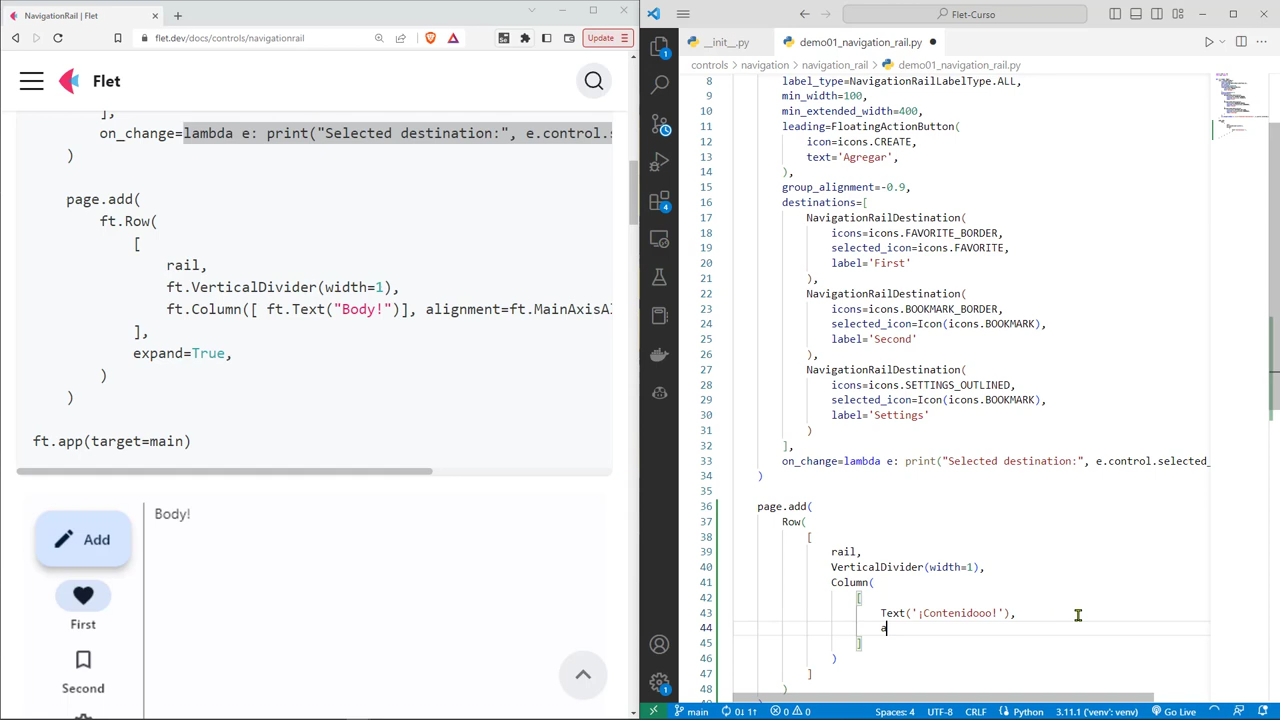 NavigationRail | Flet
flet.dev/docs/controls/navigationrail
Update
Flet
],
on_change=lambda e: print("Selected destination:", e.control.s
)
page.add(
ft.Row(
[
rail,
ft.VerticalDivider(width=1),
ft.Column([ ft.Text("Body!")], alignment=ft.MainAxisA
],
expand=True,
)
)
ft.app(target=main)
Add
First
Second
Body!
Flet-Curso
__init__.py
demo01_navigation_rail.py
controls > navigation > navigation_rail > demo01_navigation_rail.py
8 label_type=NavigationRailLabelType.ALL,
9 min_width=100,
10 min_extended_width=400,
11 leading=FloatingActionButton(
12 icon=icons.CREATE,
13 text='Agregar',
14 ),
15 group_alignment=-0.9,
16 destinations=[
17 NavigationRailDestination(
18 icons=icons.FAVORITE_BORDER,
19 selected_icon=icons.FAVORITE,
20 label='First'
21 ),
22 NavigationRailDestination(
23 icons=icons.BOOKMARK_BORDER,
24 selected_icon=Icon(icons.BOOKMARK),
25 label='Second'
26 ),
27 NavigationRailDestination(
28 icons=icons.SETTINGS_OUTLINED,
29 selected_icon=Icon(icons.BOOKMARK),
30 label='Settings'
31 )
32 ],
33 on_change=lambda e: print("Selected destination:", e.control.selected_
34 )
35
36 page.add(
37 Row(
38 [
39 rail,
40 VerticalDivider(width=1),
41 Column(
42 [
43 Text('¡Contenidooo!'),
44 a
45 ]
46 )
47 ]
48 )
1
4
1
main
0↓ 1↑
0 0
Spaces: 4
UTF-8
CRLF
Python
3.11.1 ('venv': venv)
Go Live